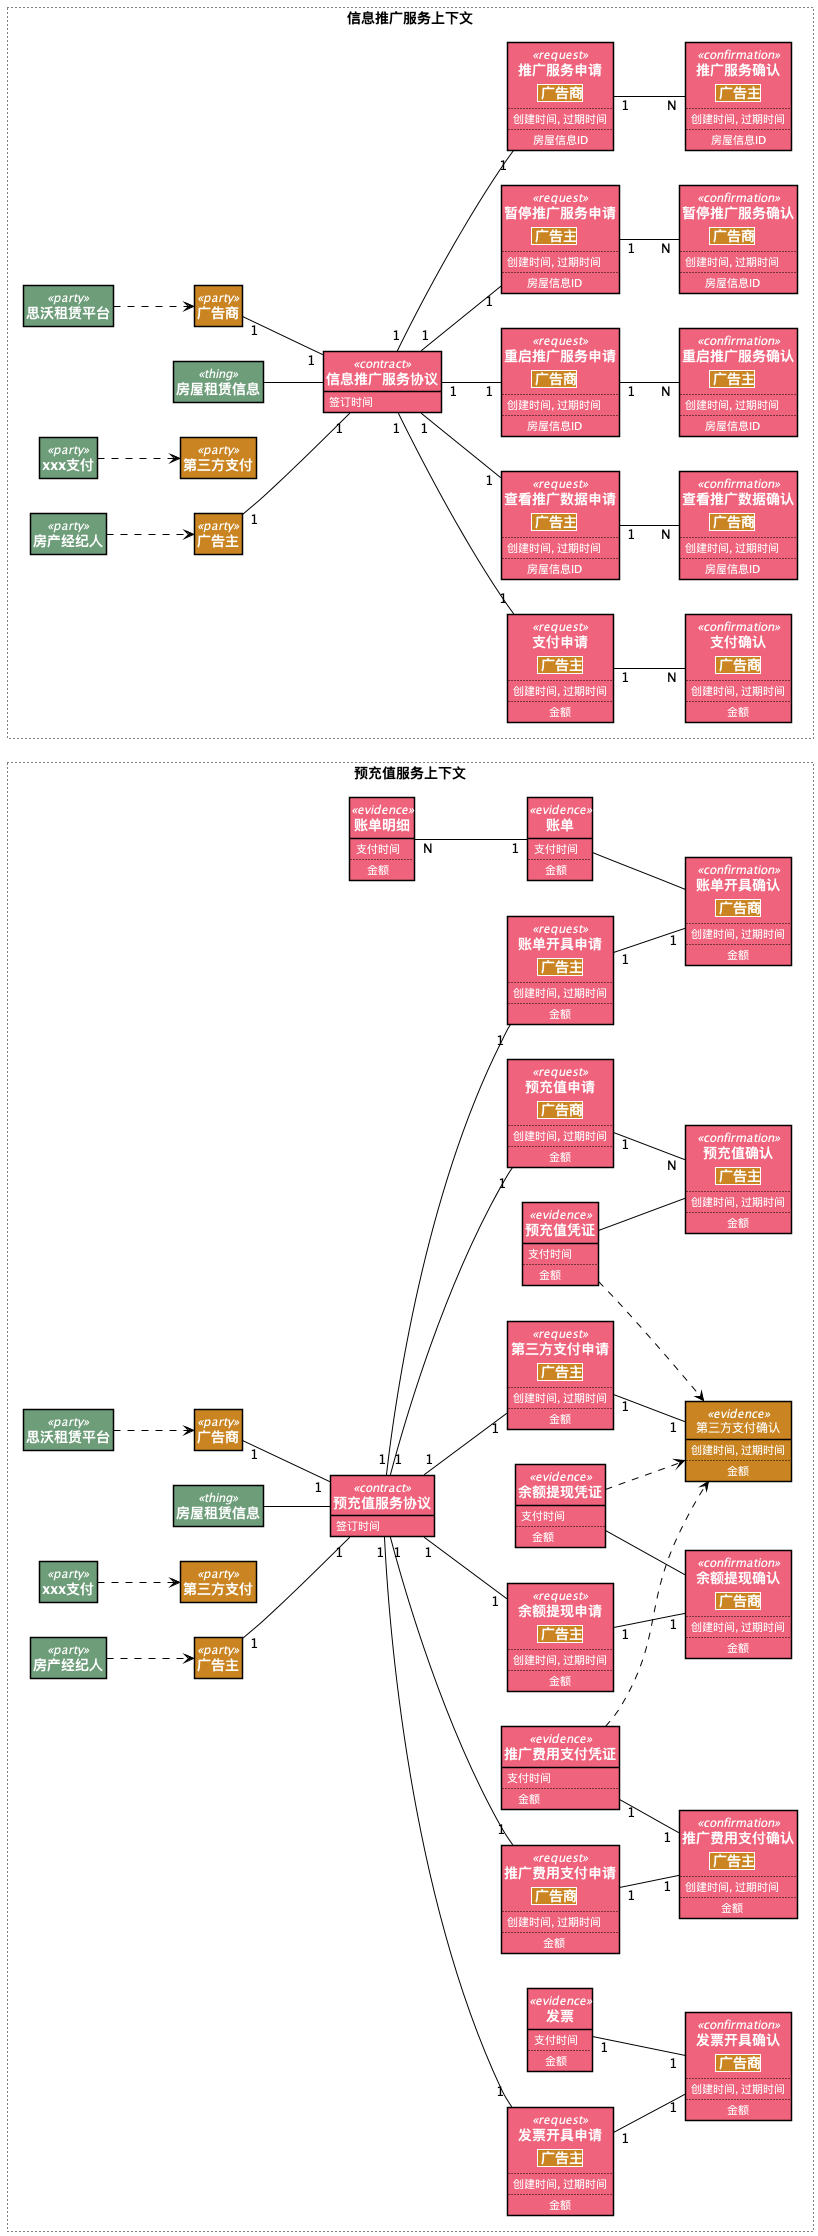 信息推广服务上下文
«request»
推广服务申请
广告商
创建时间, 过期时间
房屋信息ID
1
N
«confirmation»
推广服务确认
广告主
创建时间, 过期时间
房屋信息ID
1
«request»
暂停推广服务申请
广告主
创建时间, 过期时间
房屋信息ID
1
N
«confirmation»
暂停推广服务确认
广告商
创建时间, 过期时间
房屋信息ID
1
«party»
思沃租赁平台
«party»
广告商
1
1
1
1
«thing»
房屋租赁信息
«contract»
信息推广服务协议
签订时间
1
1
«request»
重启推广服务申请
广告商
创建时间, 过期时间
房屋信息ID
1
N
«confirmation»
重启推广服务确认
广告主
创建时间, 过期时间
房屋信息ID
1
1
1
«party»
xxx支付
«party»
第三方支付
1
«request»
查看推广数据申请
广告主
创建时间, 过期时间
房屋信息ID
1
N
«confirmation»
查看推广数据确认
广告商
创建时间, 过期时间
房屋信息ID
«party»
房产经纪人
«party»
广告主
1
1
«request»
支付申请
广告主
创建时间, 过期时间
金额
1
N
«confirmation»
支付确认
广告商
创建时间, 过期时间
金额
预充值服务上下文
«evidence»
账单明细
支付时间
金额
N
1
«evidence»
账单
支付时间
金额
«confirmation»
账单开具确认
广告商
创建时间, 过期时间
金额
«request»
账单开具申请
广告主
创建时间, 过期时间
金额
1
1
1
«request»
预充值申请
广告商
创建时间, 过期时间
金额
1
N
«confirmation»
预充值确认
广告主
创建时间, 过期时间
金额
1
«evidence»
预充值凭证
支付时间
金额
«request»
第三方支付申请
广告主
创建时间, 过期时间
金额
1
1
«evidence»
第三方支付确认
创建时间, 过期时间
金额
1
«party»
思沃租赁平台
«party»
广告商
1
1
1
1
1
«thing»
房屋租赁信息
«contract»
预充值服务协议
签订时间
«evidence»
余额提现凭证
支付时间
金额
1
1
1
1
«party»
xxx支付
«party»
第三方支付
1
«request»
余额提现申请
广告主
创建时间, 过期时间
金额
1
1
«confirmation»
余额提现确认
广告商
创建时间, 过期时间
金额
«party»
房产经纪人
«party»
广告主
1
«evidence»
推广费用支付凭证
支付时间
金额
1
1
«confirmation»
推广费用支付确认
广告主
创建时间, 过期时间
金额
1
«request»
推广费用支付申请
广告商
创建时间, 过期时间
金额
1
1
«evidence»
发票
支付时间
金额
1
1
«confirmation»
发票开具确认
广告商
创建时间, 过期时间
金额
1
«request»
发票开具申请
广告主
创建时间, 过期时间
金额
1
1